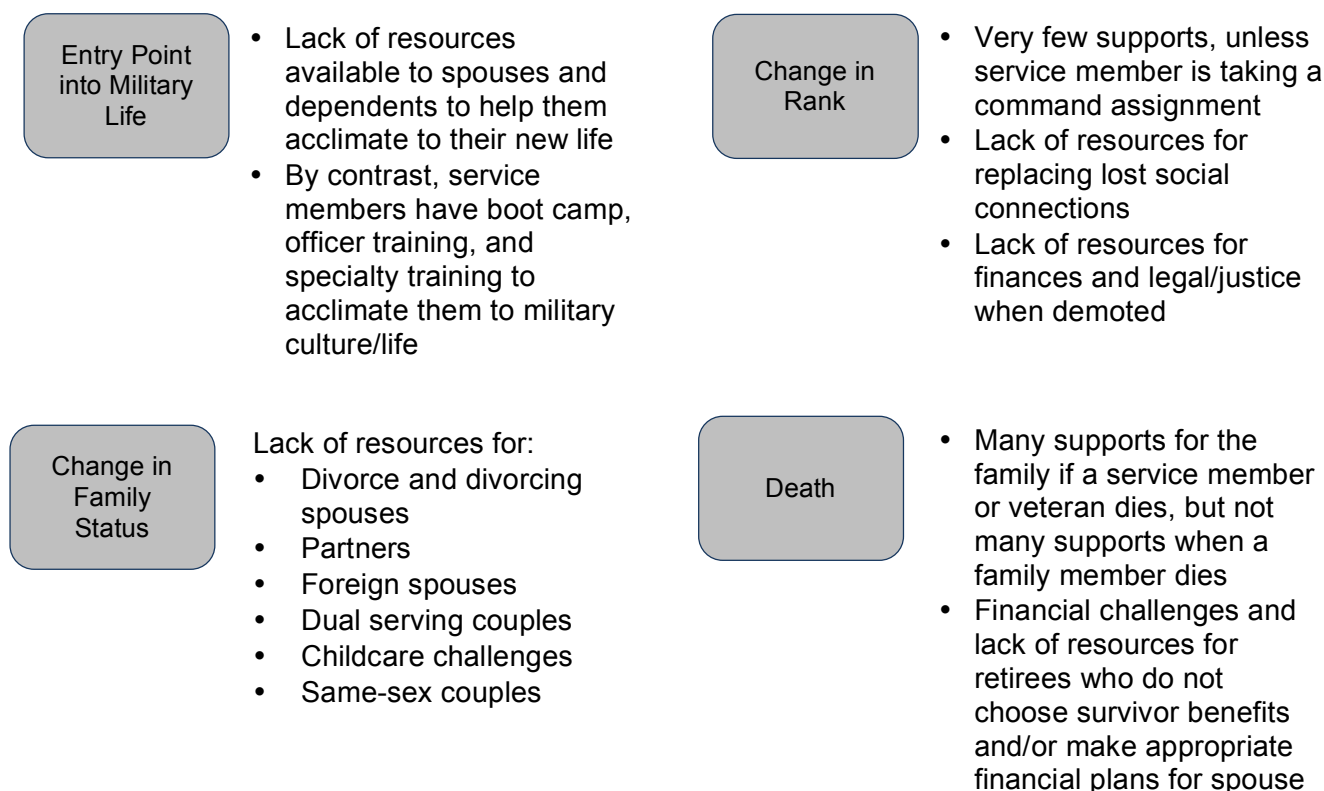 Entry Point
into Military
Life
• Lack of resources
available to spouses and
dependents to help them
acclimate to their new life
• By contrast, service
members have boot camp,
officer training, and
specialty training to
acclimate them to military
culture/life
Change in
Rank
• Very few supports, unless
service member is taking a
command assignment
• Lack of resources for
replacing lost social
connections
• Lack of resources for
finances and legal/justice
when demoted
Change in
Family
Status
Lack of resources for:
• Divorce and divorcing
spouses
• Partners
• Foreign spouses
• Dual serving couples
• Childcare challenges
• Same-sex couples
Death
• Many supports for the
family if a service member
or veteran dies, but not
many supports when a
family member dies
• Financial challenges and
lack of resources for
retirees who do not
choose survivor benefits
and/or make appropriate
financial plans for spouse